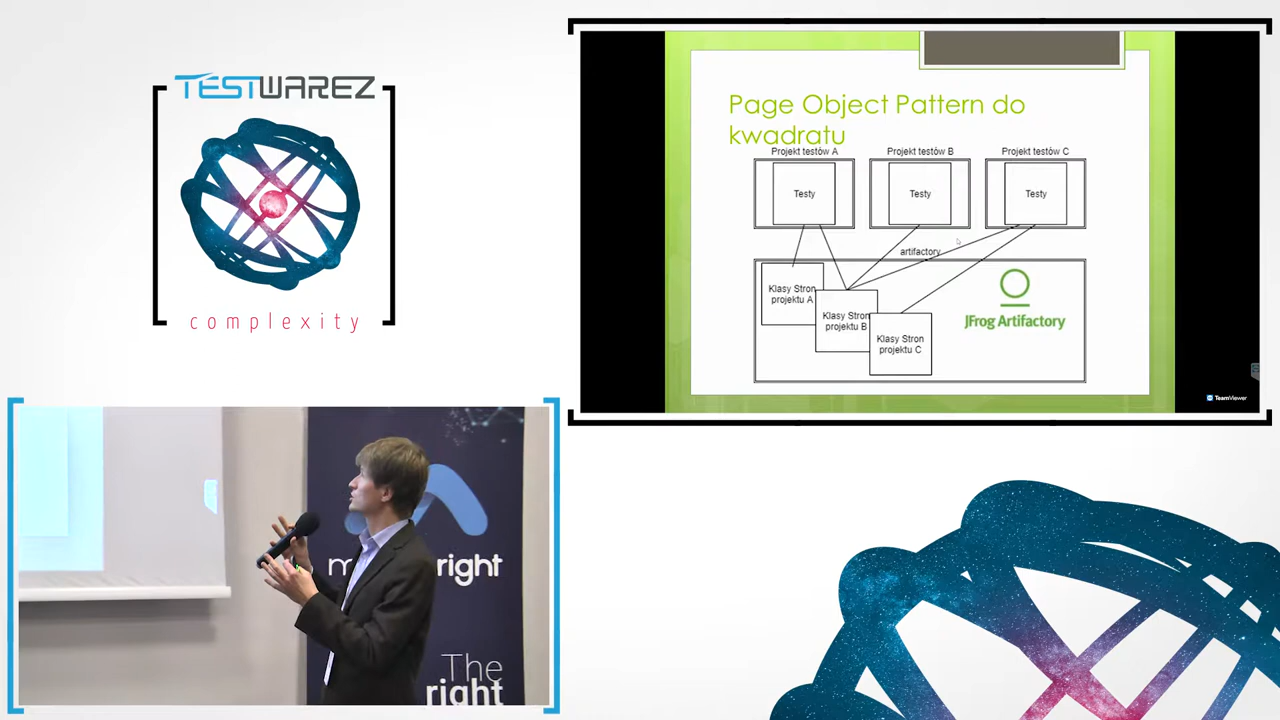 TESTWAREZ
complexity
Page Object Pattern do
kwadratu
Projekt testów A
Projekt testów B
Projekt testów C
Testy
Testy
Testy
artifactory
Klasy Stron
projektu A
Klasy Stron
projektu B
Klasy Stron
projektu C
JFrog Artifactory
TeamViewer
right
The
right